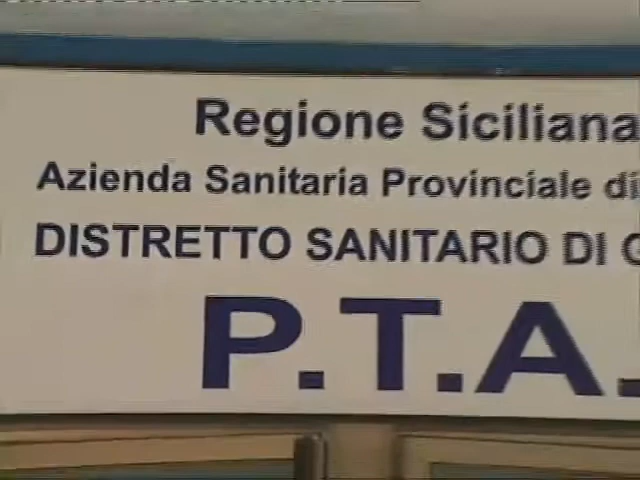 Regione Siciliana
Azienda Sanitaria Provinciale di
DISTRETTO SANITARIO DI G
P.T.A.